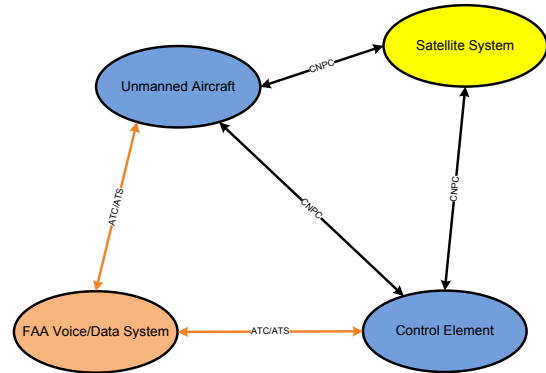 Satellite System
CNPC
Unmanned Aircraft
ATC/ATS
CNPC
CNPC
FAA Voice/Data System
ATC/ATS
Control Element